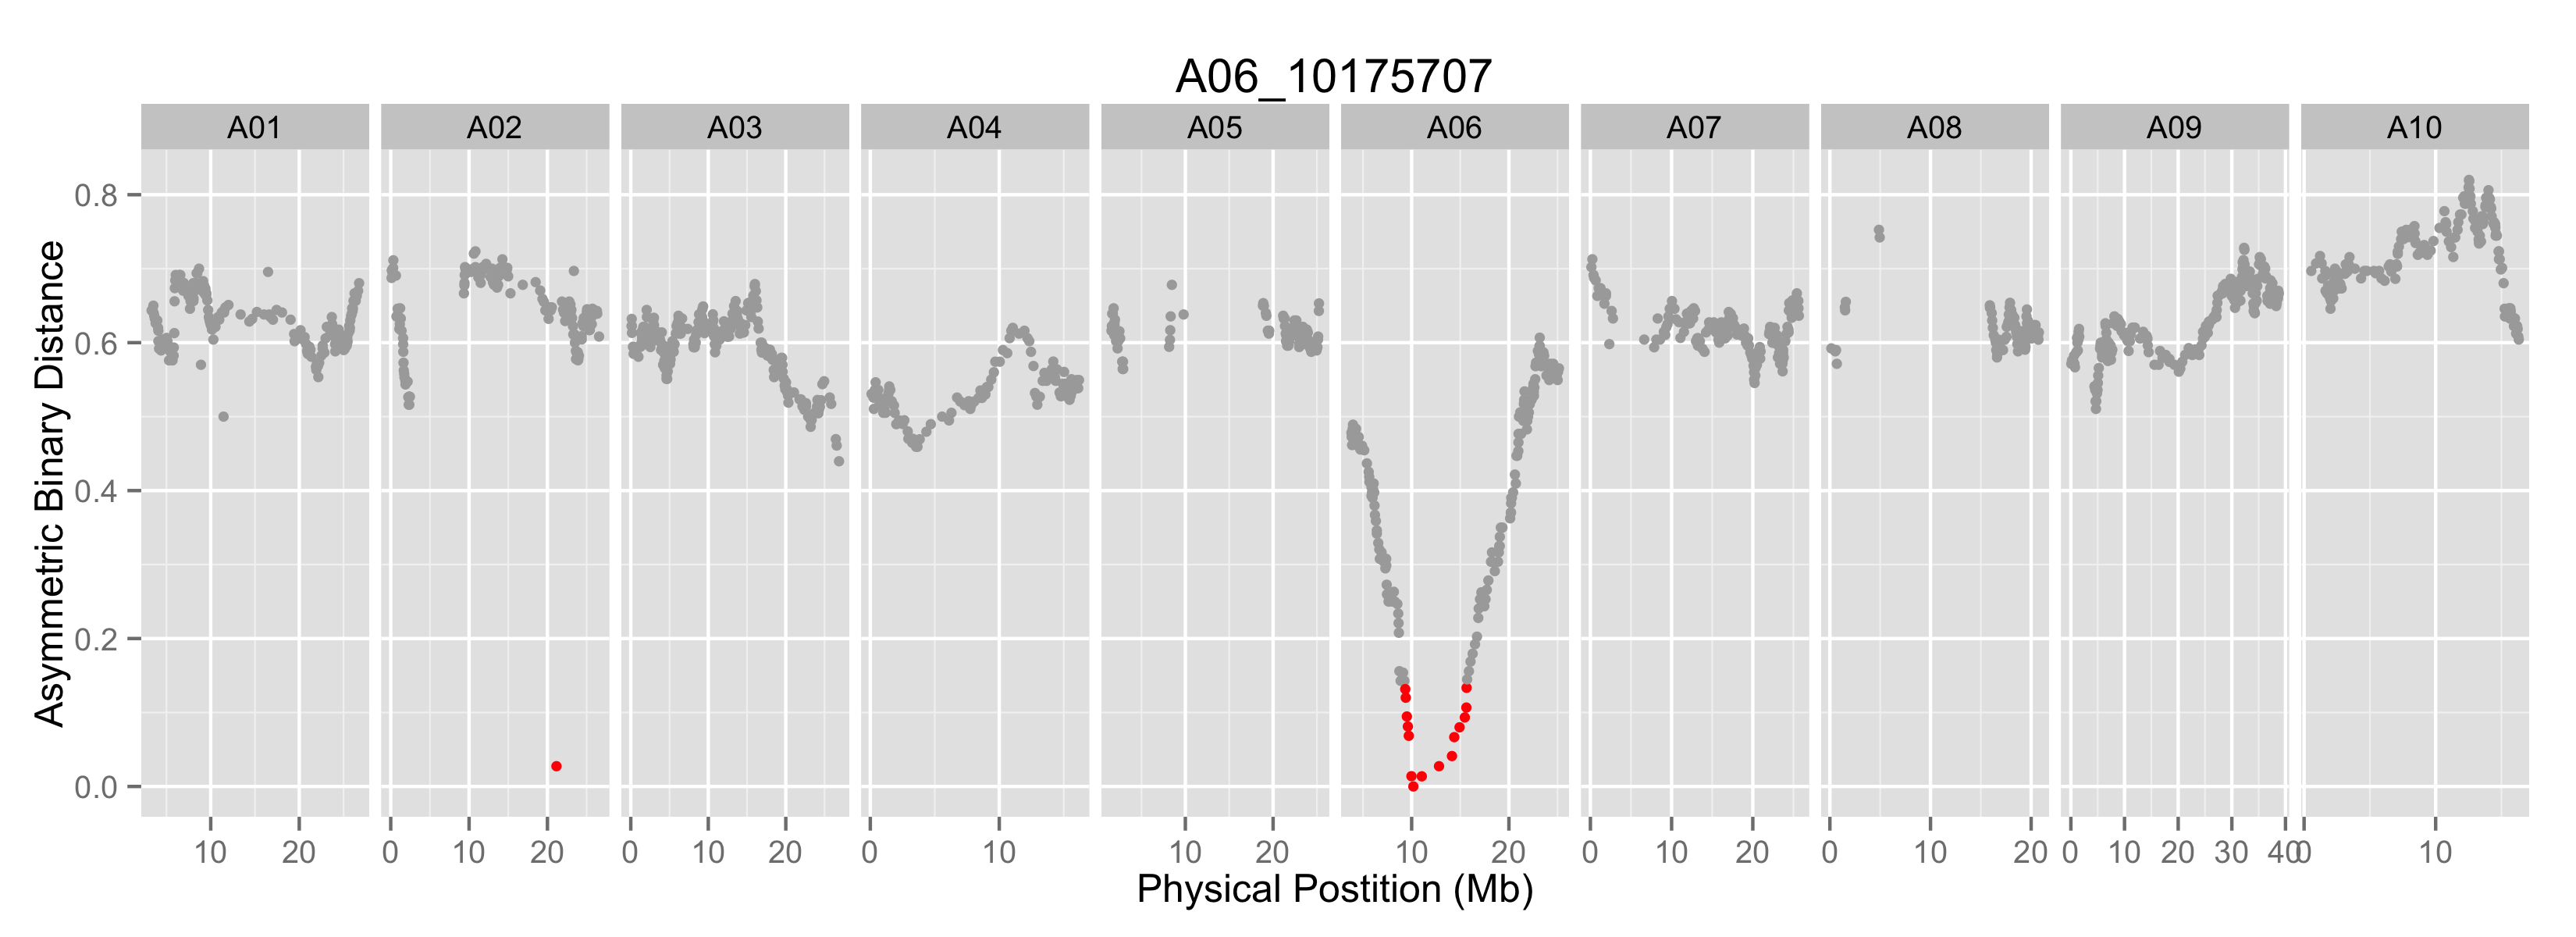 A06_10175707
A01 A02 A03 A04 A05 A06 A07 A08 A09 A10
Asymmetric Binary Distance
0.8
0.6
0.4
0.2
0.0
10 20 0 10 20 0 10 20 0 10 10 20 10 20 0 10 20 0 10 20 0 10 20 30 40 0 10
Physical Postition (Mb)